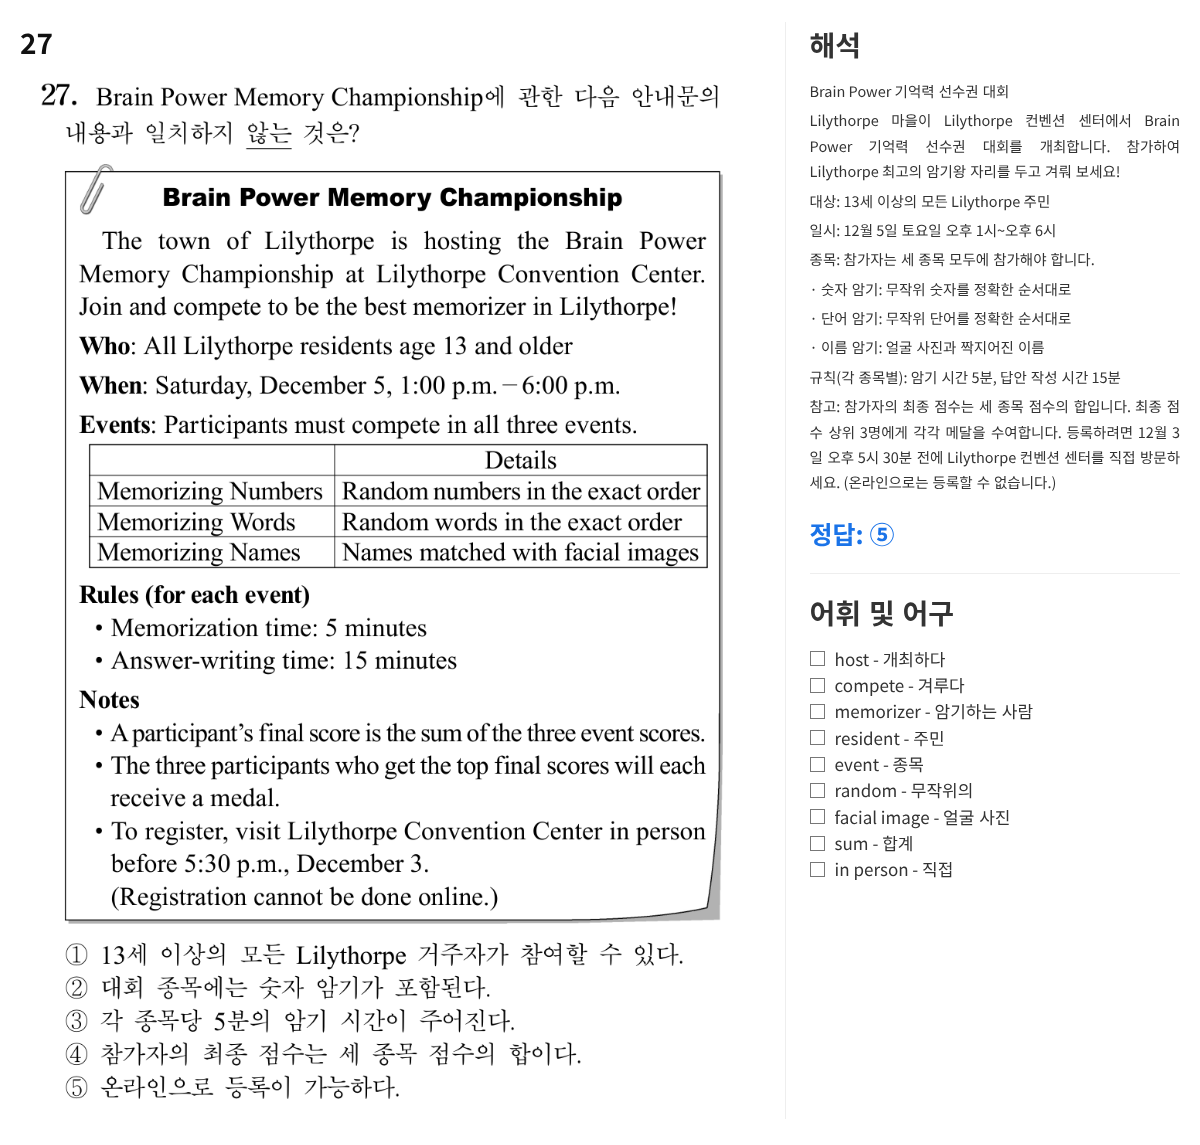 27
27. Brain Power Memory Championship에 관한 다음 안내문의
내용과 일치하지 않는 것은?
Brain Power Memory Championship
The town of Lilythorpe is hosting the Brain Power
Memory Championship at Lilythorpe Convention Center.
Join and compete to be the best memorizer in Lilythorpe!
Who: All Lilythorpe residents age 13 and older
When: Saturday, December 5, 1:00 p.m. – 6:00 p.m.
Events: Participants must compete in all three events.
Details
Memorizing Numbers Random numbers in the exact order
Memorizing Words Random words in the exact order
Memorizing Names Names matched with facial images
Rules (for each event)
• Memorization time: 5 minutes
• Answer-writing time: 15 minutes
Notes
• A participant's final score is the sum of the three event scores.
• The three participants who get the top final scores will each
receive a medal.
• To register, visit Lilythorpe Convention Center in person
before 5:30 p.m., December 3.
(Registration cannot be done online.)
① 13세 이상의 모든 Lilythorpe 거주자가 참여할 수 있다.
② 대회 종목에는 숫자 암기가 포함된다.
③ 각 종목당 5분의 암기 시간이 주어진다.
④ 참가자의 최종 점수는 세 종목 점수의 합이다.
⑤ 온라인으로 등록이 가능하다.
해석
Brain Power 기억력 선수권 대회
Lilythorpe 마을이 Lilythorpe 컨벤션 센터에서 Brain
Power 기억력 선수권 대회를 개최합니다. 참가하여
Lilythorpe 최고의 암기왕 자리를 두고 겨뤄 보세요!
대상: 13세 이상의 모든 Lilythorpe 주민
일시: 12월 5일 토요일 오후 1시~오후 6시
종목: 참가자는 세 종목 모두에 참가해야 합니다.
· 숫자 암기: 무작위 숫자를 정확한 순서대로
· 단어 암기: 무작위 단어를 정확한 순서대로
· 이름 암기: 얼굴 사진과 짝지어진 이름
규칙(각 종목별): 암기 시간 5분, 답안 작성 시간 15분
참고: 참가자의 최종 점수는 세 종목 점수의 합입니다. 최종 점
수 상위 3명에게 각각 메달을 수여합니다. 등록하려면 12월 3
일 오후 5시 30분 전에 Lilythorpe 컨벤션 센터를 직접 방문하
세요. (온라인으로는 등록할 수 없습니다.)
정답: ⑤
어휘 및 어구
☐ host - 개최하다
☐ compete - 겨루다
☐ memorizer - 암기하는 사람
☐ resident - 주민
☐ event - 종목
☐ random - 무작위의
☐ facial image - 얼굴 사진
☐ sum - 합계
☐ in person - 직접